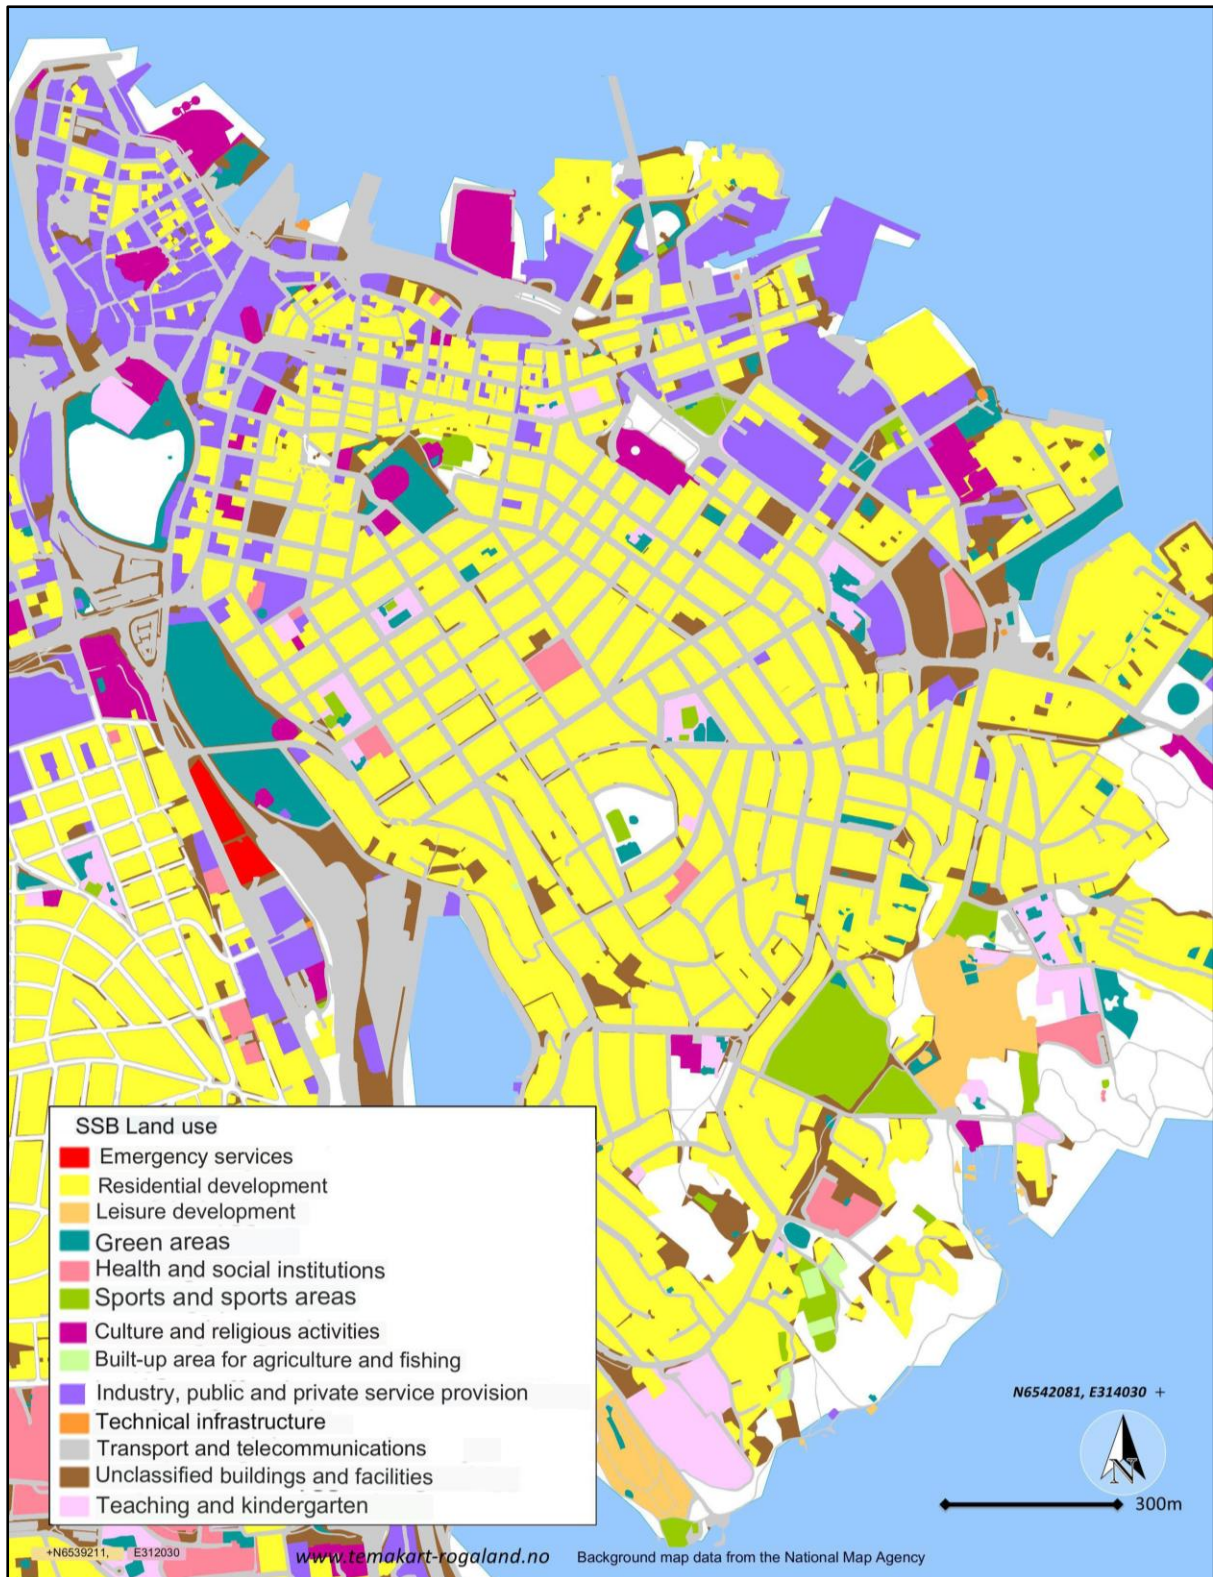 SSB Land use
Emergency services
Residential development
Leisure development
Green areas
Health and social institutions
Sports and sports areas
Culture and religious activities
Built-up area for agriculture and fishing
Industry, public and private service provision
Technical infrastructure
Transport and telecommunications
Unclassified buildings and facilities
Teaching and kindergarten
N6542081, E314030 +
N
300m
+N6539211, E312030
www.temakart-rogaland.no Background map data from the National Map Agency